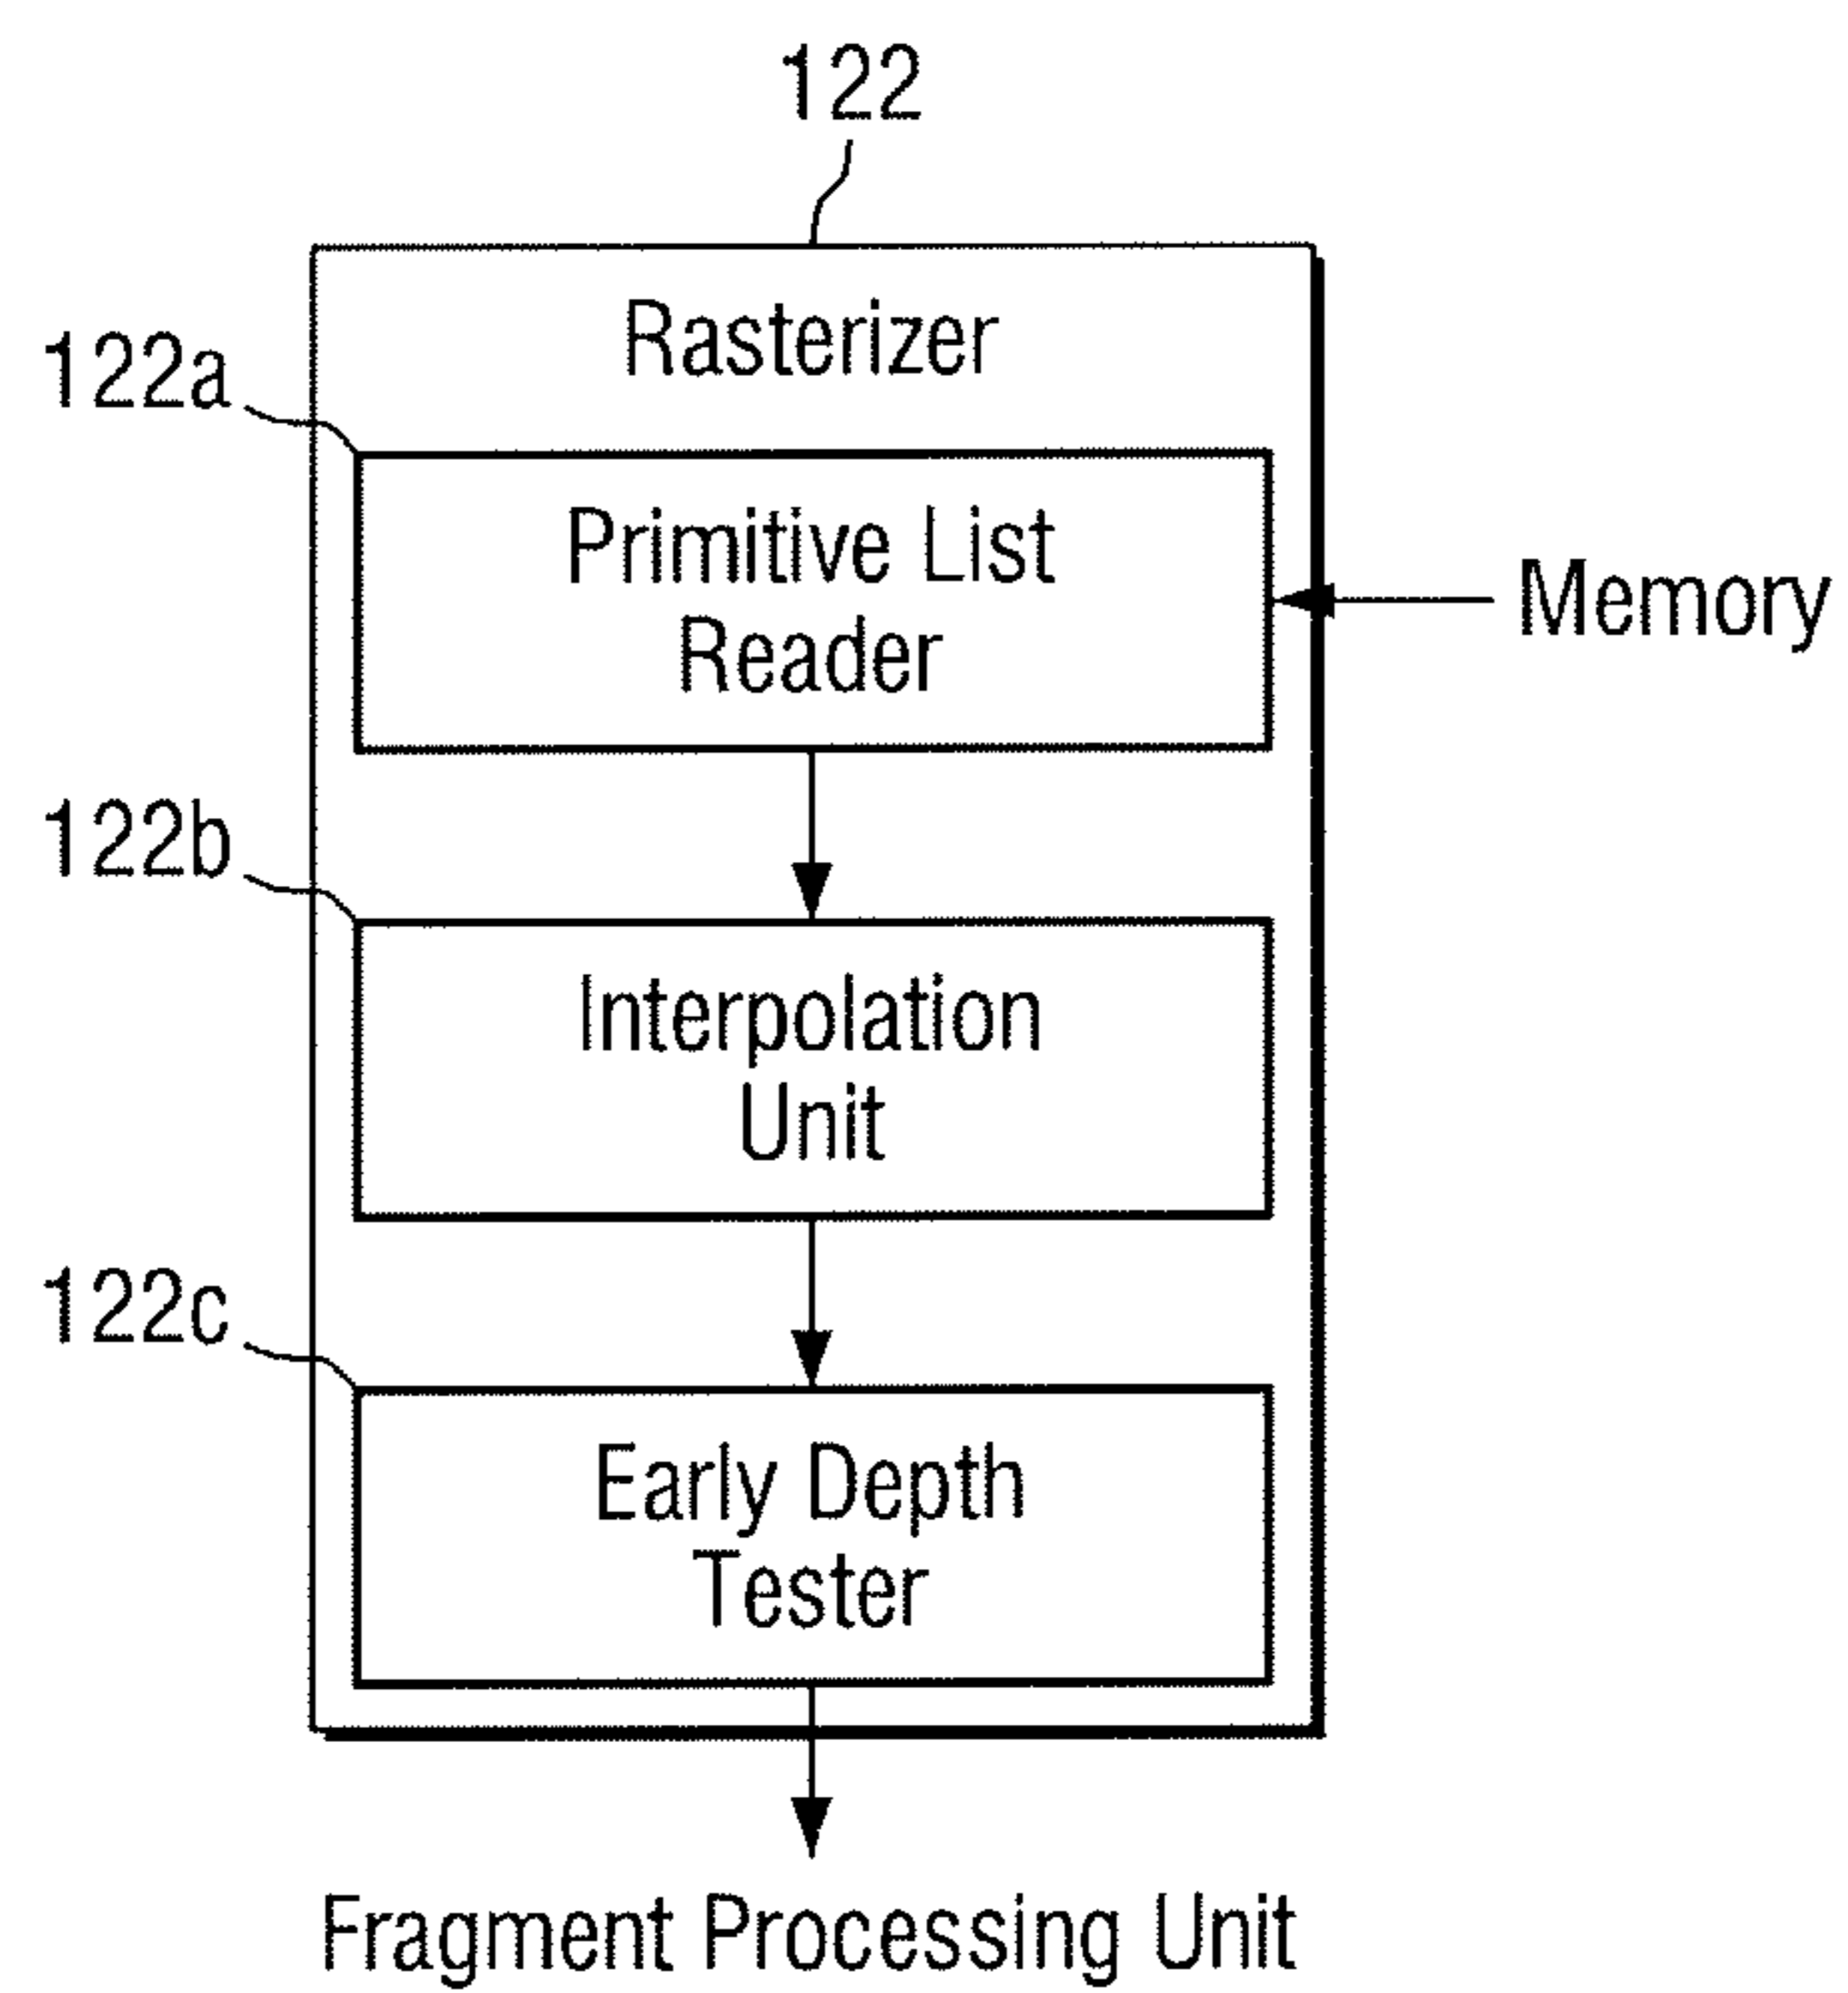 122
Rasterizer
122a
Primitive List
Reader
Memory
122b
Interpolation
Unit
122c
Early Depth
Tester
Fragment Processing Unit